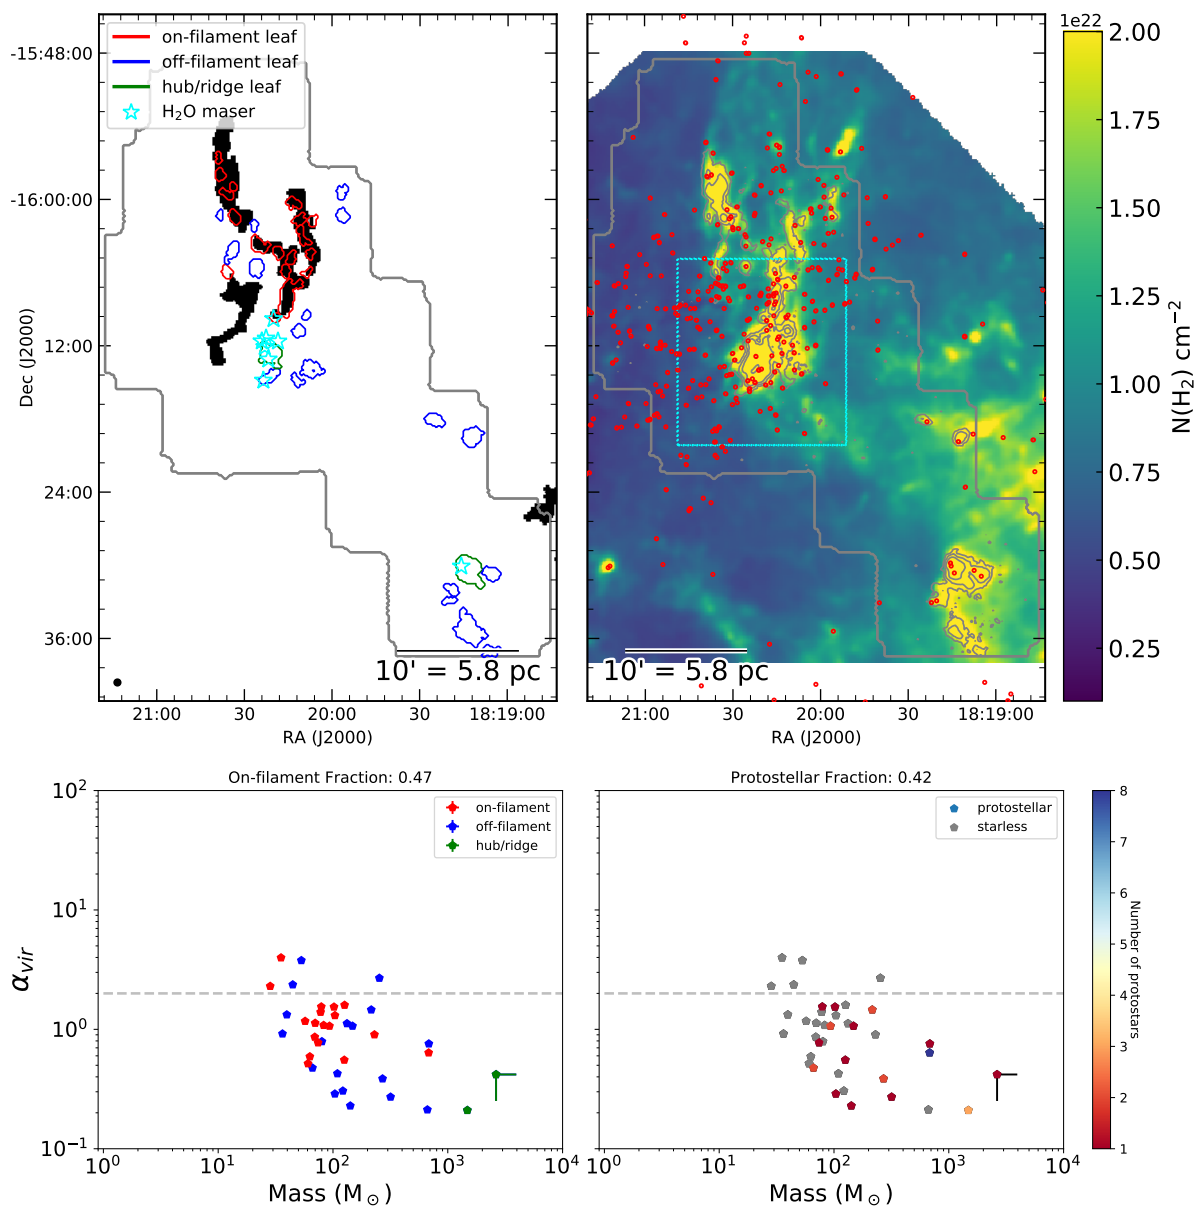 on-filament leaf
off-filament leaf
hub/ridge leaf
H₂O maser
-15:48:00
-16:00:00
12:00
24:00
36:00
Dec (J2000)
10' = 5.8 pc
21:00
30
20:00
30
18:19:00
RA (J2000)
10' = 5.8 pc
21:00
30
20:00
30
18:19:00
RA (J2000)
1e22
2.00
1.75
1.50
1.25
1.00
0.75
0.50
0.25
N(H₂) cm⁻²
On-filament Fraction: 0.47
on-filament
off-filament
hub/ridge
10²
10¹
10⁰
10⁻¹
α_vir
10⁰
10¹
10²
10³
10⁴
Mass (M⊙)
Protostellar Fraction: 0.42
protostellar
starless
10⁰
10¹
10²
10³
10⁴
Mass (M⊙)
8
7
6
5
4
3
2
1
Number of protostars